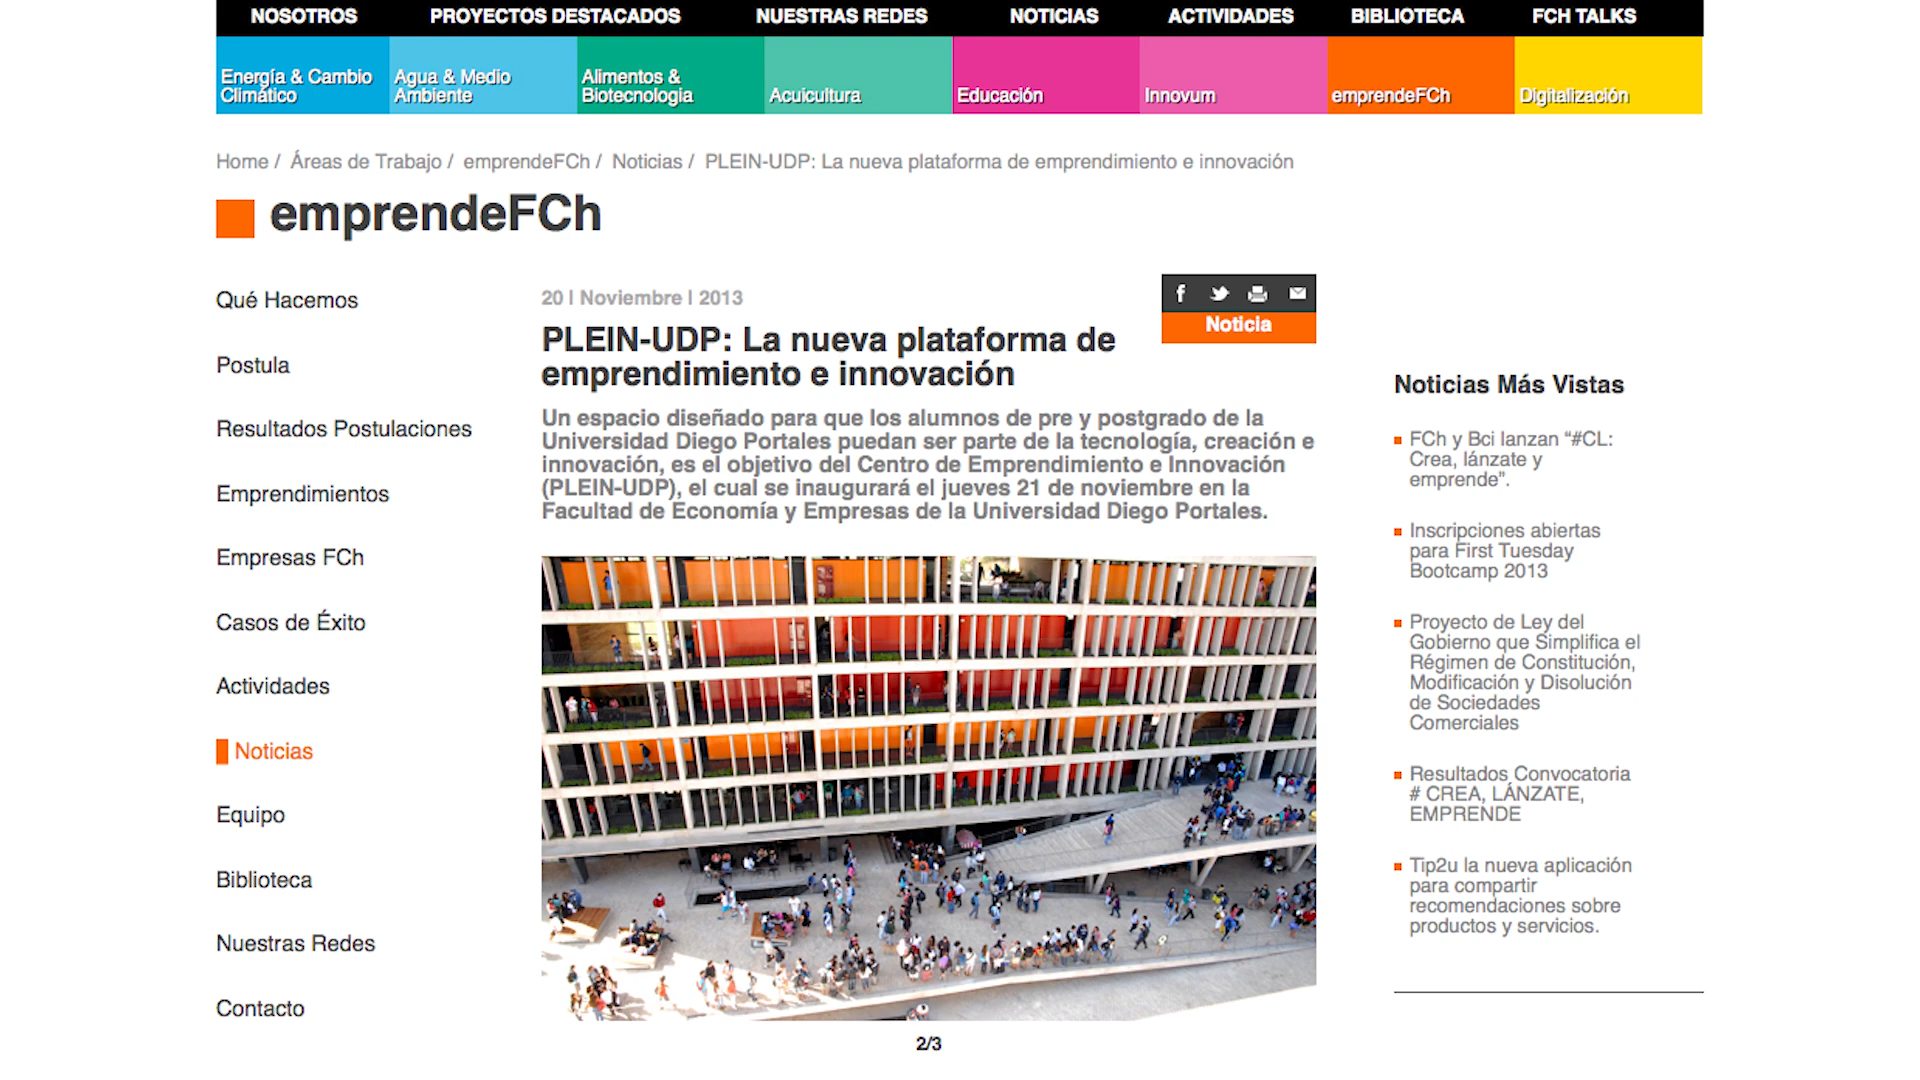 NOSOTROS PROYECTOS DESTACADOS NUESTRAS REDES NOTICIAS ACTIVIDADES BIBLIOTECA FCH TALKS
Energía & Cambio
Climático
Agua & Medio
Ambiente
Alimentos &
Biotecnologia
Acuicultura
Educación
Innovum
emprendeFCh
Digitalización
Home / Áreas de Trabajo / emprendeFCh / Noticias / PLEIN-UDP: La nueva plataforma de emprendimiento e innovación
emprendeFCh
Qué Hacemos
Postula
Resultados Postulaciones
Emprendimientos
Empresas FCh
Casos de Éxito
Actividades
Noticias
Equipo
Biblioteca
Nuestras Redes
Contacto
20 | Noviembre | 2013
Noticia
PLEIN-UDP: La nueva plataforma de
emprendimiento e innovación
Un espacio diseñado para que los alumnos de pre y postgrado de la
Universidad Diego Portales puedan ser parte de la tecnología, creación e
innovación, es el objetivo del Centro de Emprendimiento e Innovación
(PLEIN-UDP), el cual se inaugurará el jueves 21 de noviembre en la
Facultad de Economía y Empresas de la Universidad Diego Portales.
2/3
Noticias Más Vistas
FCh y Bci lanzan “#CL:
Crea, lánzate y
emprende”.
Inscripciones abiertas
para First Tuesday
Bootcamp 2013
Proyecto de Ley del
Gobierno que Simplifica el
Régimen de Constitución,
Modificación y Disolución
de Sociedades
Comerciales
Resultados Convocatoria
# CREA, LÁNZATE,
EMPRENDE
Tip2u la nueva aplicación
para compartir
recomendaciones sobre
productos y servicios.